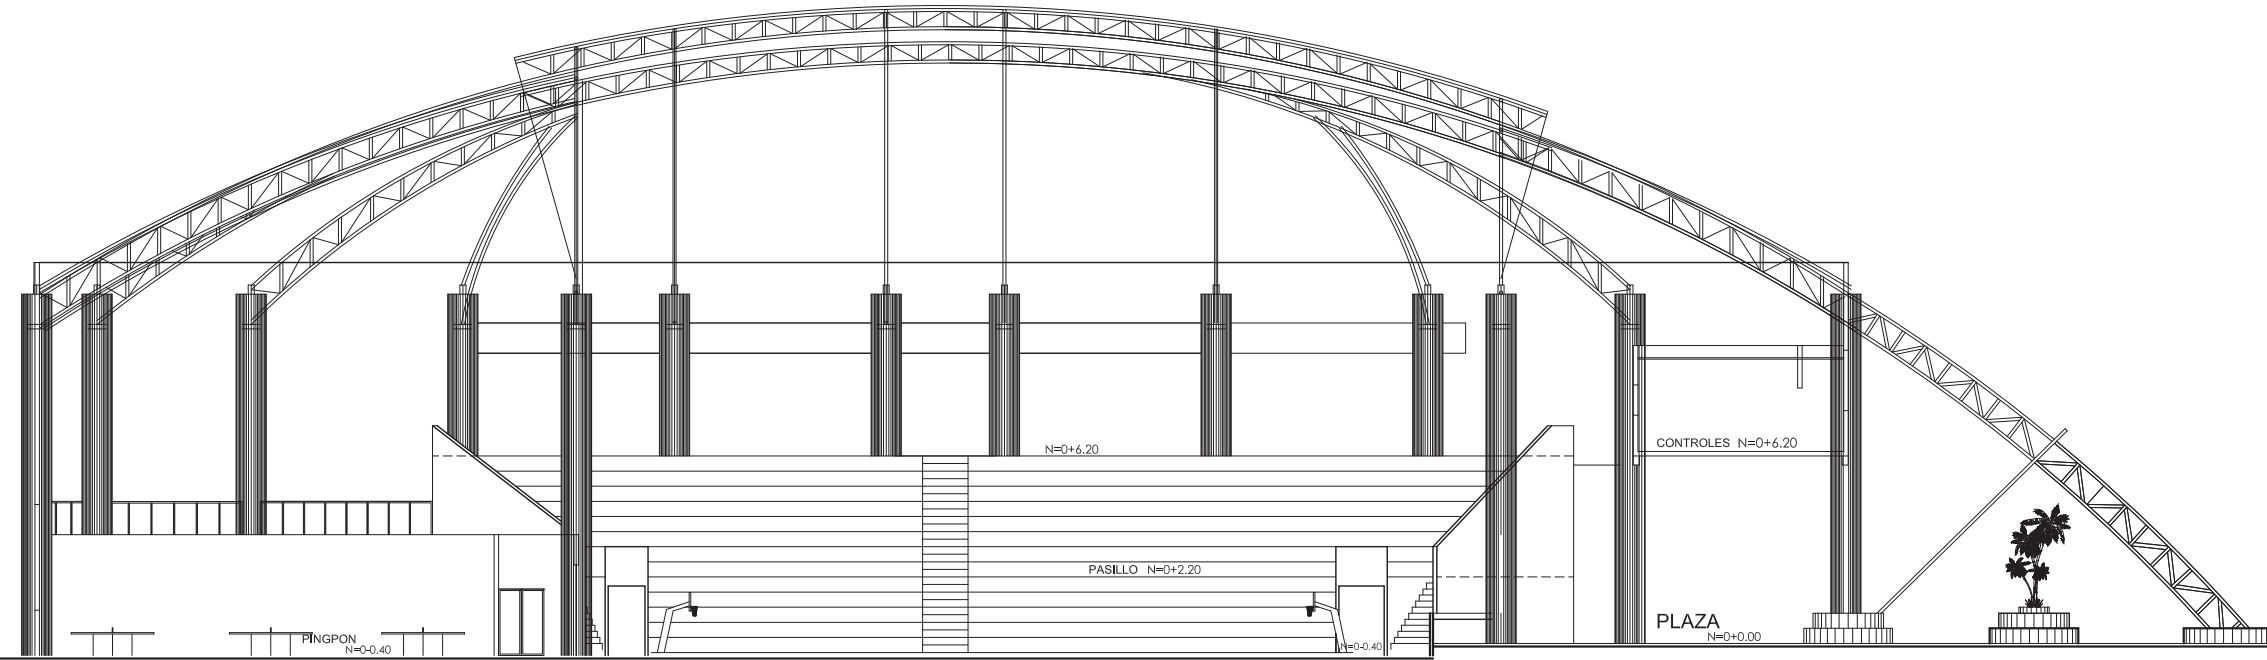 N=0+6.20
CONTROLES N=0+6.20
PASILLO N=0+2.20
PLAZA
N=0+0.00
PINGPON
N=0-0.40
N=0-0.40